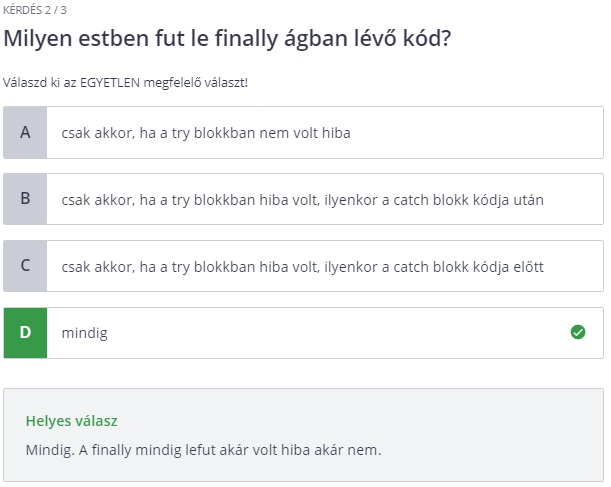 KÉRDÉS 2 / 3
Milyen estben fut le finally ágban lévő kód?
Válaszd ki az EGYETLEN megfelelő választ!
A csak akkor, ha a try blokkban nem volt hiba
B csak akkor, ha a try blokkban hiba volt, ilyenkor a catch blokk kódja után
C csak akkor, ha a try blokkban hiba volt, ilyenkor a catch blokk kódja előtt
D mindig
Helyes válasz
Mindig. A finally mindig lefut akár volt hiba akár nem.